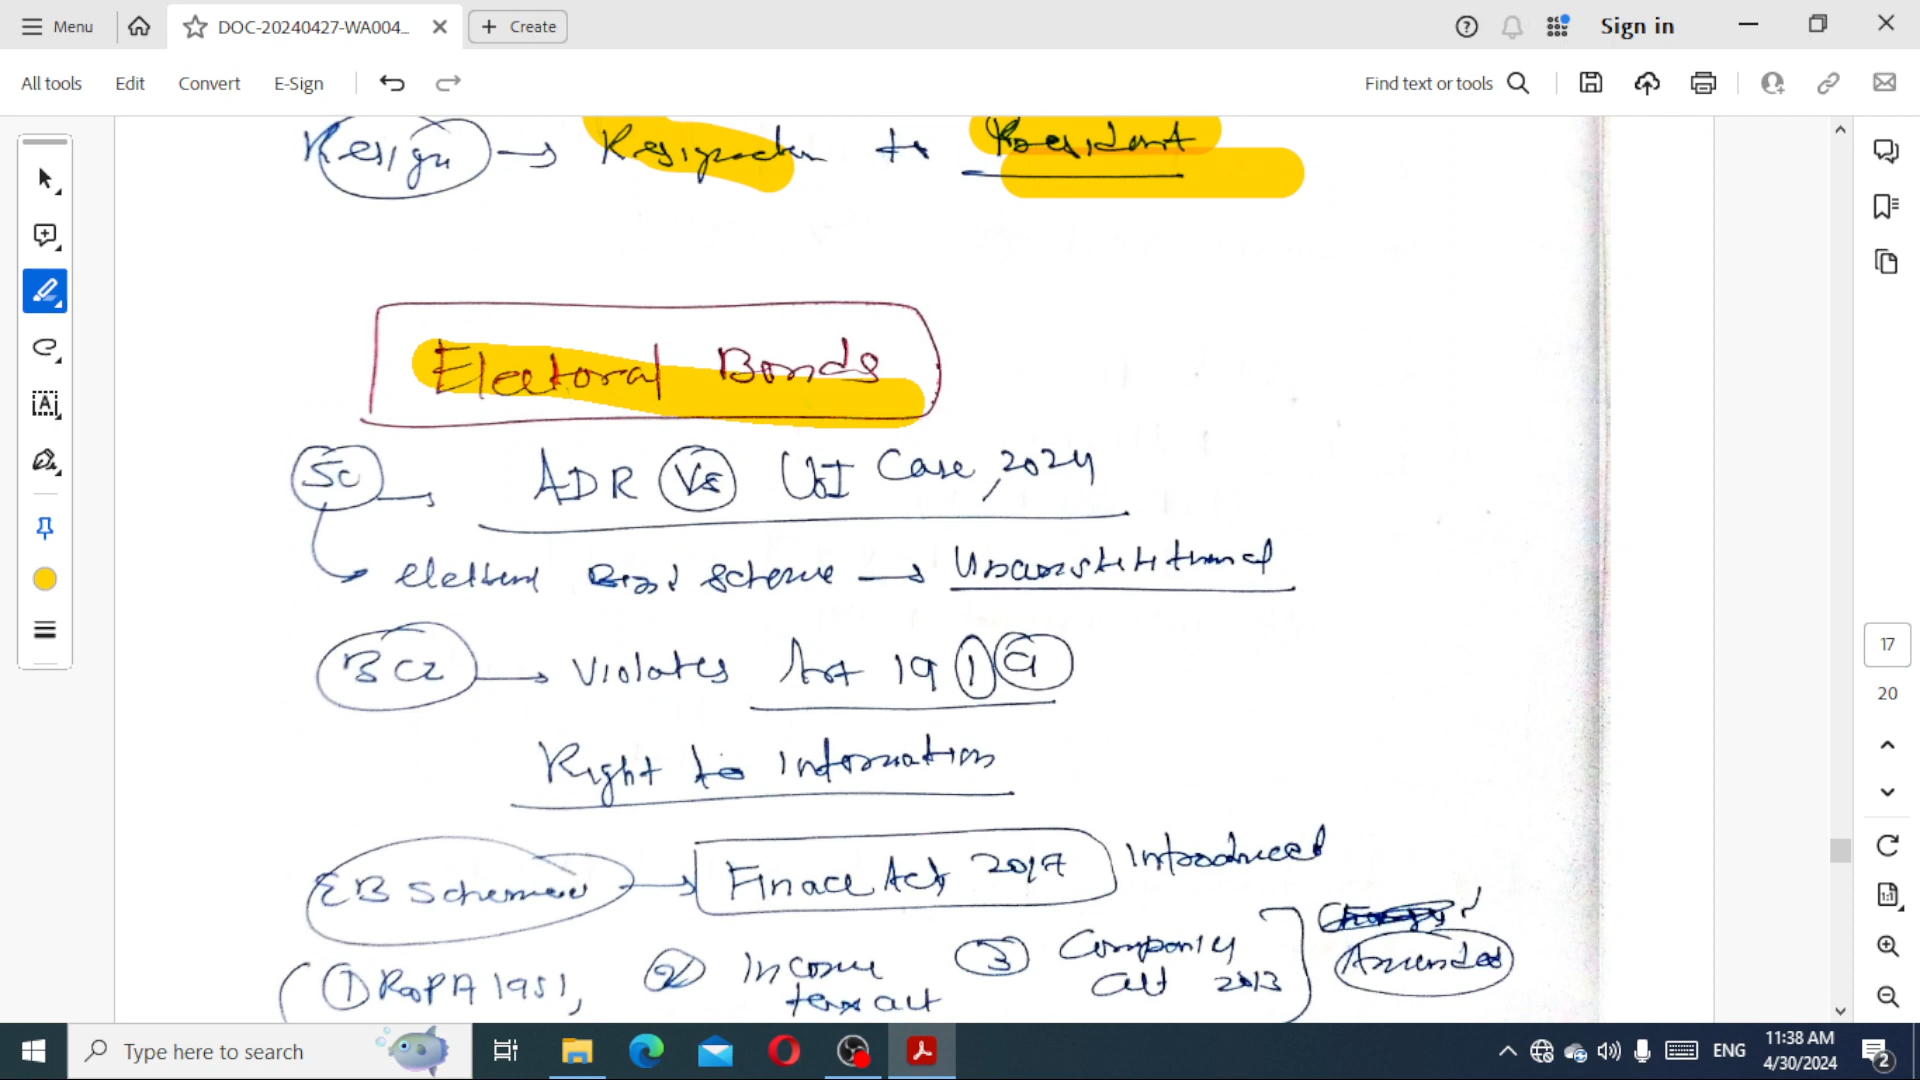 Menu
DOC-20240427-WA004...
Create
Sign in
All tools
Edit
Convert
E-Sign
Find text or tools
Resign → Resignation to President
Electoral Bonds
SC → ADR Vs UoI Case, 2024
electoral Bond scheme → Unconstitutional
BCZ → Violates Art 19 1 a
Right to Information
EB Schemes → Finace Act 2017 Introduced
① RoPA 1951, ② Income tax act ③ Company act 2013
Amended
17
20
Type here to search
ENG
11:38 AM
4/30/2024
2